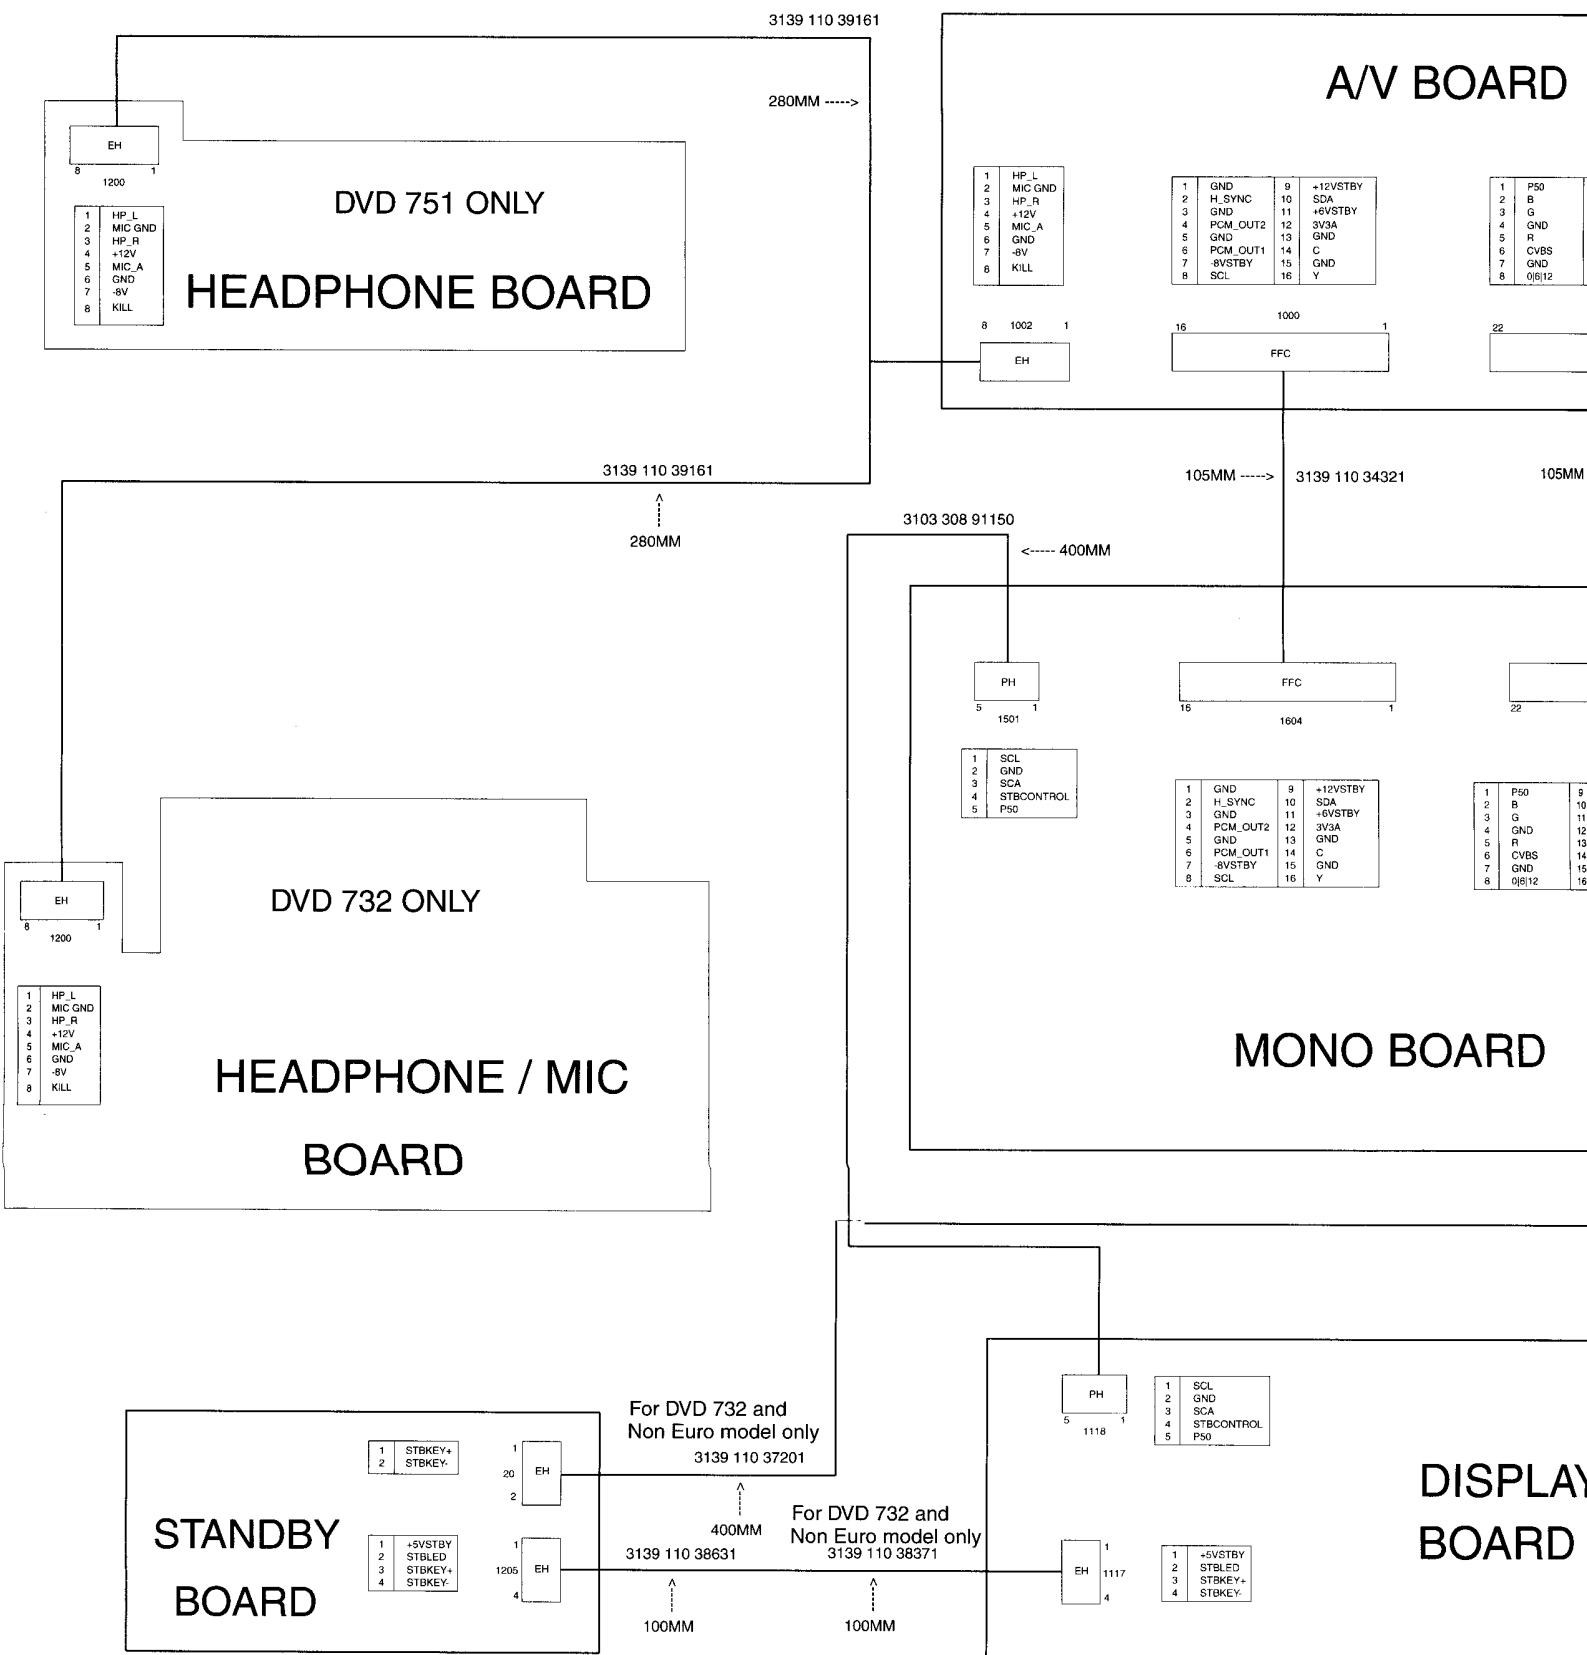 3139 110 39161
280MM ----->
A/V BOARD
EH
8 1
1200
DVD 751 ONLY
HEADPHONE BOARD
1 HP_L
2 MIC GND
3 HP_R
4 +12V
5 MIC_A
6 GND
7 -8V
8 KILL
1 HP_L
2 MIC GND
3 HP_R
4 +12V
5 MIC_A
6 GND
7 -8V
8 KILL
8 1002 1
EH
1 GND 9 +12VSTBY
2 H_SYNC 10 SDA
3 GND 11 +6VSTBY
4 PCM_OUT2 12 3V3A
5 GND 13 GND
6 PCM_OUT1 14 C
7 -8VSTBY 15 GND
8 SCL 16 Y
1000
16 1
FFC
1 P50
2 B
3 G
4 GND
5 R
6 CVBS
7 GND
8 0|6|12
22
3139 110 39161
280MM
105MM -----> 3139 110 34321
105MM
3103 308 91150
<----- 400MM
PH
5 1
1501
1 SCL
2 GND
3 SCA
4 STBCONTROL
5 P50
FFC
16 1
1604
1 GND 9 +12VSTBY
2 H_SYNC 10 SDA
3 GND 11 +6VSTBY
4 PCM_OUT2 12 3V3A
5 GND 13 GND
6 PCM_OUT1 14 C
7 -8VSTBY 15 GND
8 SCL 16 Y
22
1 P50 9
2 B 10
3 G 11
4 GND 12
5 R 13
6 CVBS 14
7 GND 15
8 0|6|12 16
MONO BOARD
EH
8 1
1200
DVD 732 ONLY
1 HP_L
2 MIC GND
3 HP_R
4 +12V
5 MIC_A
6 GND
7 -8V
8 KILL
HEADPHONE / MIC
BOARD
STANDBY
BOARD
1 STBKEY+
2 STBKEY-
1
20 EH
2
For DVD 732 and
Non Euro model only
3139 110 37201
400MM
1 +5VSTBY
2 STBLED
3 STBKEY+
4 STBKEY-
1
1205 EH
4
3139 110 38631
100MM
For DVD 732 and
Non Euro model only
3139 110 38371
100MM
PH
5 1
1118
1 SCL
2 GND
3 SCA
4 STBCONTROL
5 P50
DISPLAY
BOARD
1
EH 1117
4
1 +5VSTBY
2 STBLED
3 STBKEY+
4 STBKEY-